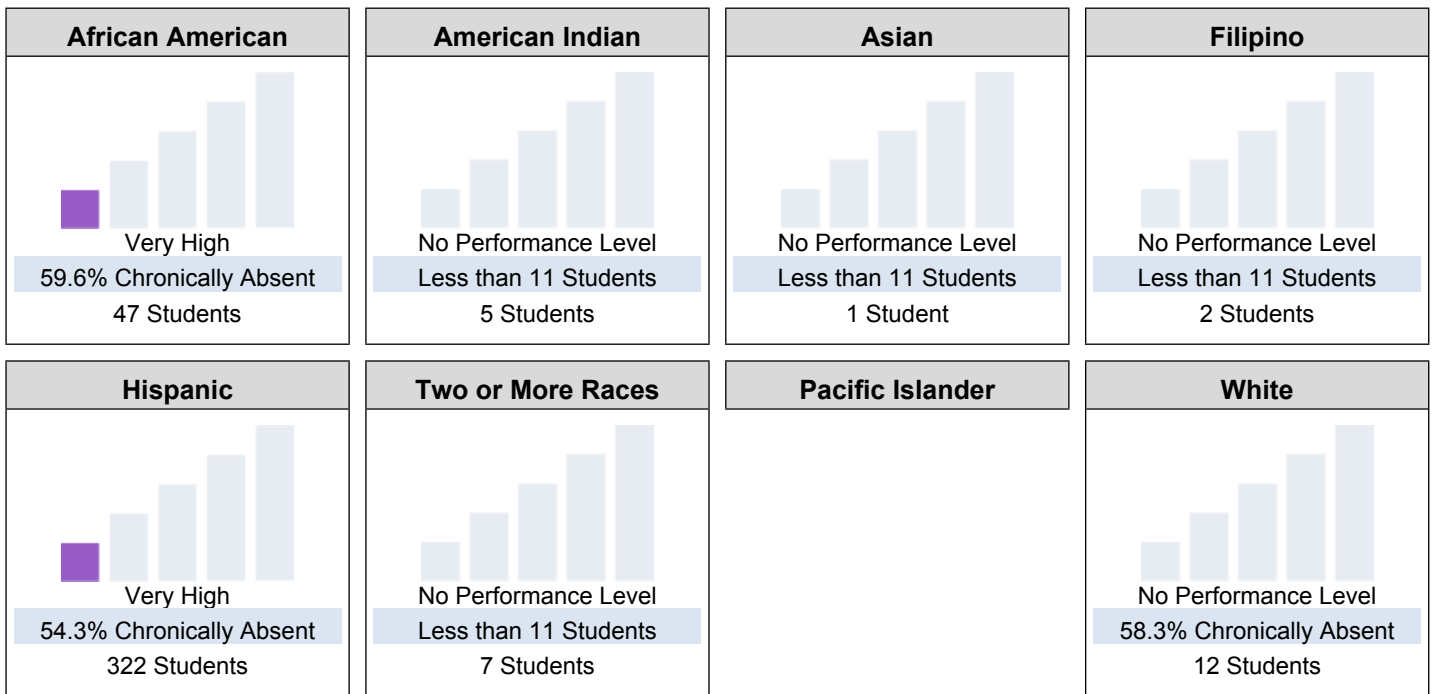 African American
Very High
59.6% Chronically Absent
47 Students
American Indian
No Performance Level
Less than 11 Students
5 Students
Asian
No Performance Level
Less than 11 Students
1 Student
Filipino
No Performance Level
Less than 11 Students
2 Students
Hispanic
Very High
54.3% Chronically Absent
322 Students
Two or More Races
No Performance Level
Less than 11 Students
7 Students
Pacific Islander
White
No Performance Level
58.3% Chronically Absent
12 Students